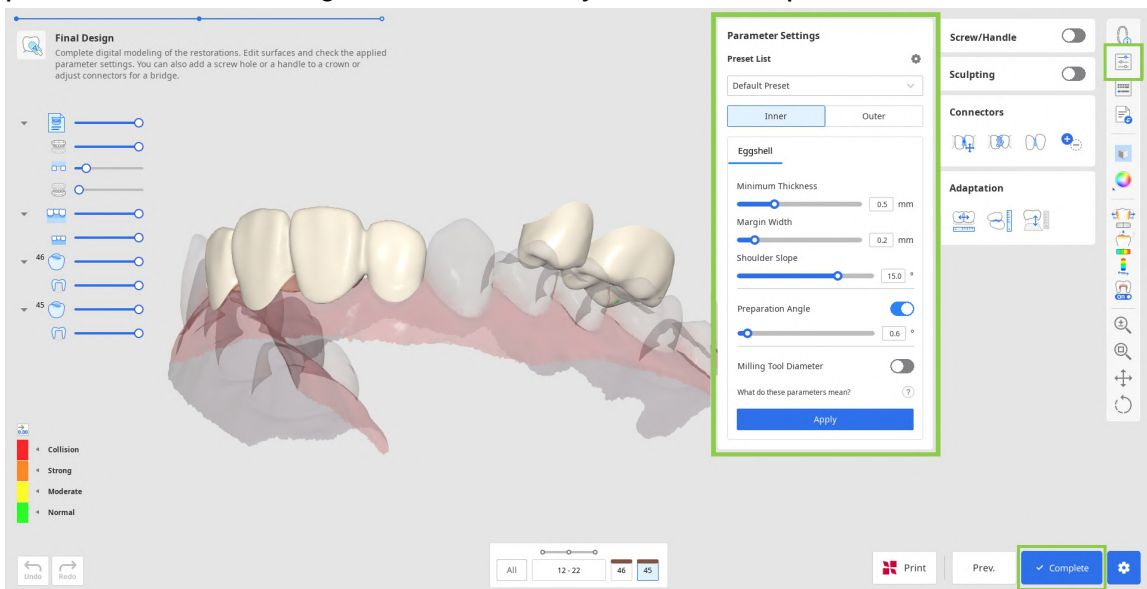 Final Design
Complete digital modeling of the restorations. Edit surfaces and check the applied
parameter settings. You can also add a screw hole or a handle to a crown or
adjust connectors for a bridge.
46
45
0.00
Collision
Strong
Moderate
Normal
Undo
Redo
Parameter Settings
Preset List
Default Preset
Inner
Outer
Eggshell
Minimum Thickness
0.5 mm
Margin Width
0.2 mm
Shoulder Slope
15.0 °
Preparation Angle
0.6 °
Milling Tool Diameter
What do these parameters mean?
?
Apply
Screw/Handle
Sculpting
Connectors
Adaptation
All
12 - 22
46
45
Print
Prev.
Complete